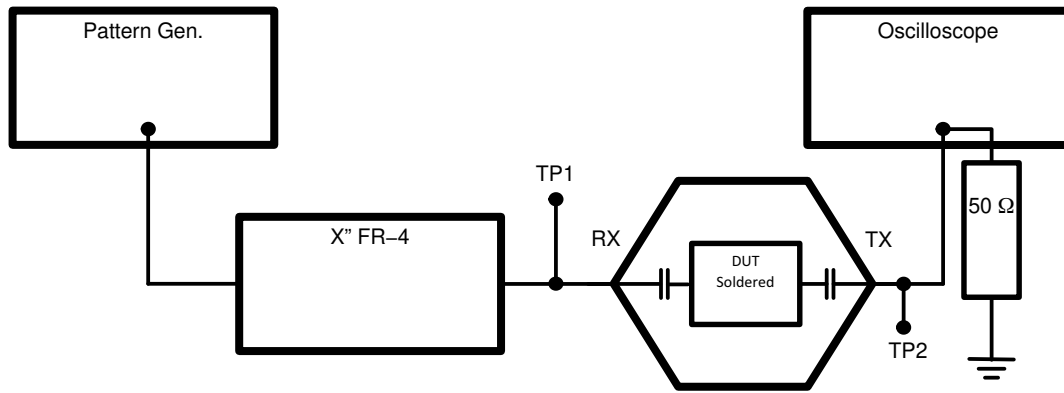 Pattern Gen.
Oscilloscope
TP1
50 Ω
X” FR−4
RX
TX
DUT
Soldered
TP2